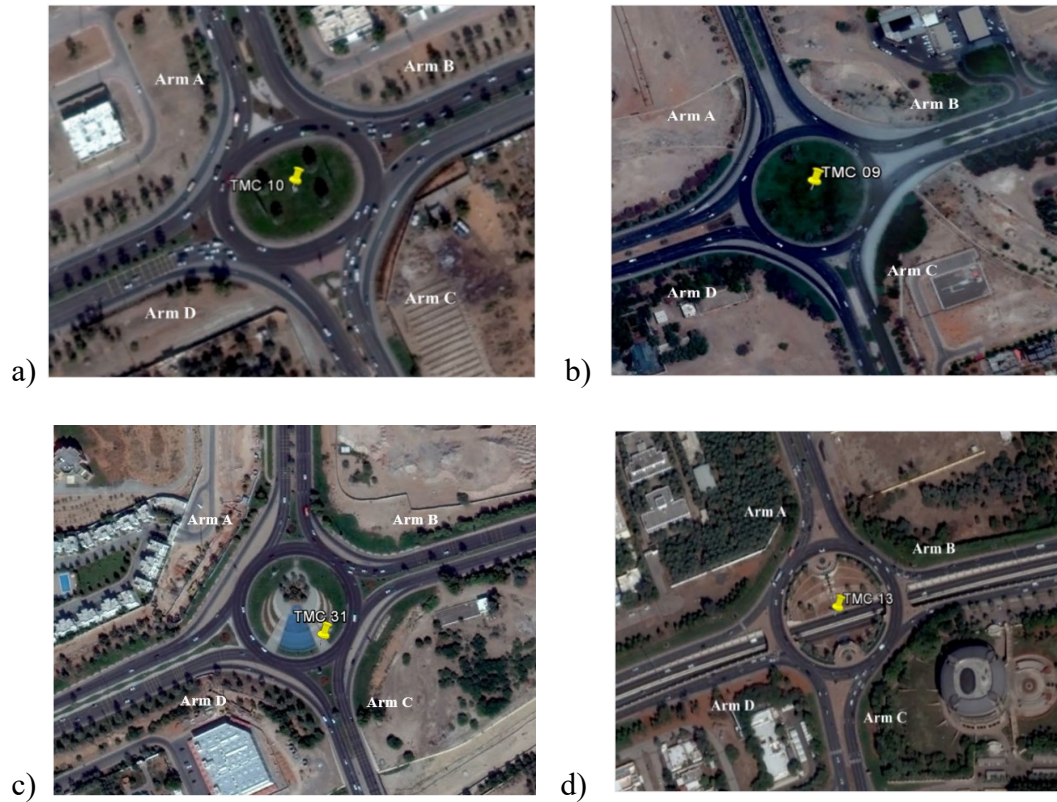 Arm A
Arm B
TMC 10
Arm C
Arm D
a)
Arm A
Arm B
TMC 09
Arm C
Arm D
b)
Arm A
Arm B
TMC 31
Arm D
Arm C
c)
Arm A
Arm B
TMC 13
Arm D
Arm C
d)